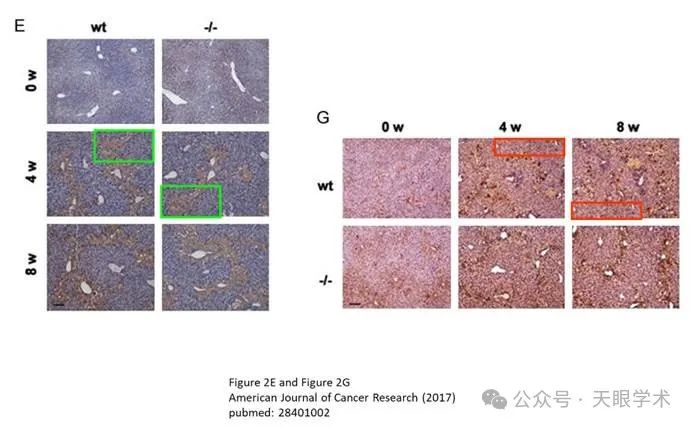 E
wt -/-
0 w
4 w
8 w
G
0 w 4 w 8 w
wt
-/-
Figure 2E and Figure 2G
American Journal of Cancer Research (2017)
pubmed: 28401002
公众号 · 天眼学术